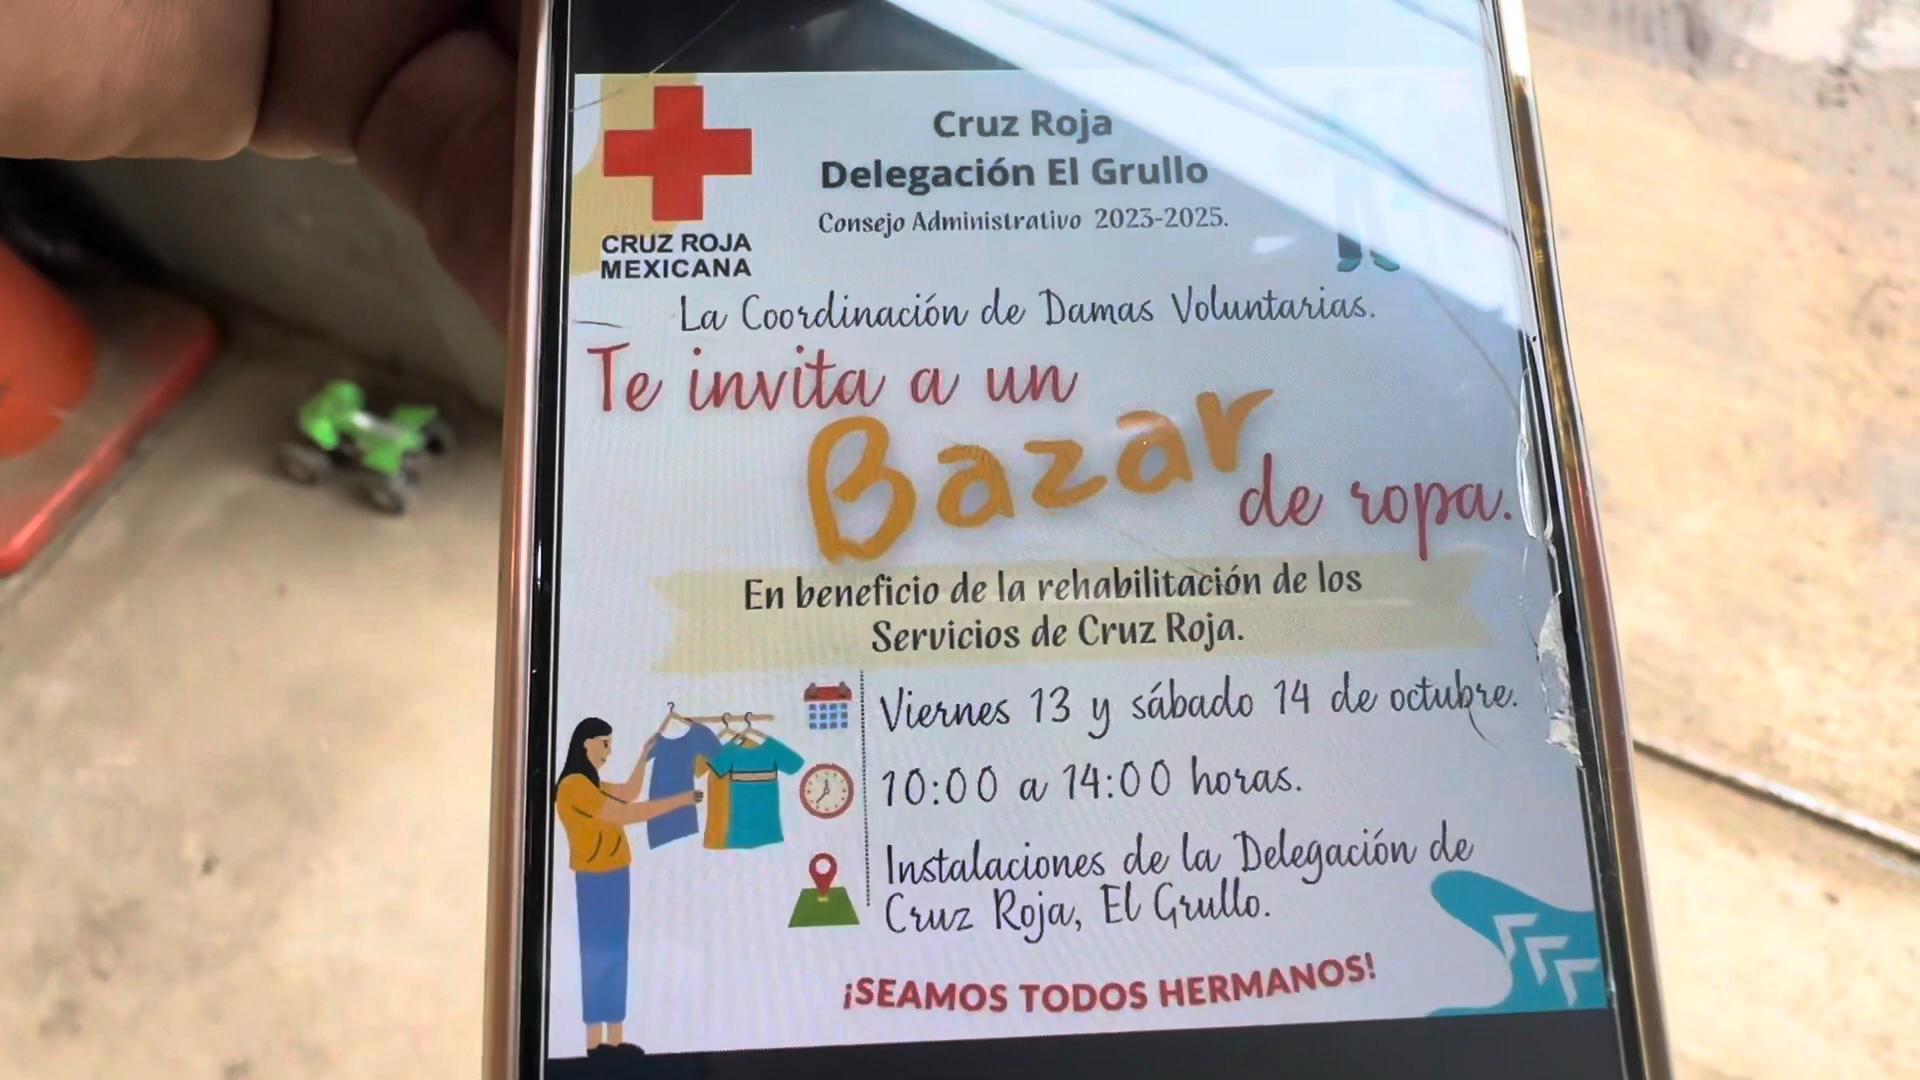 Cruz Roja
Delegación El Grullo
Consejo Administrativo 2023-2025.
CRUZ ROJA
MEXICANA
La Coordinación de Damas Voluntarias.
Te invita a un
Bazar
de ropa.
En beneficio de la rehabilitación de los
Servicios de Cruz Roja.
Viernes 13 y sábado 14 de octubre.
10:00 a 14:00 horas.
Instalaciones de la Delegación de
Cruz Roja, El Grullo.
¡SEAMOS TODOS HERMANOS!